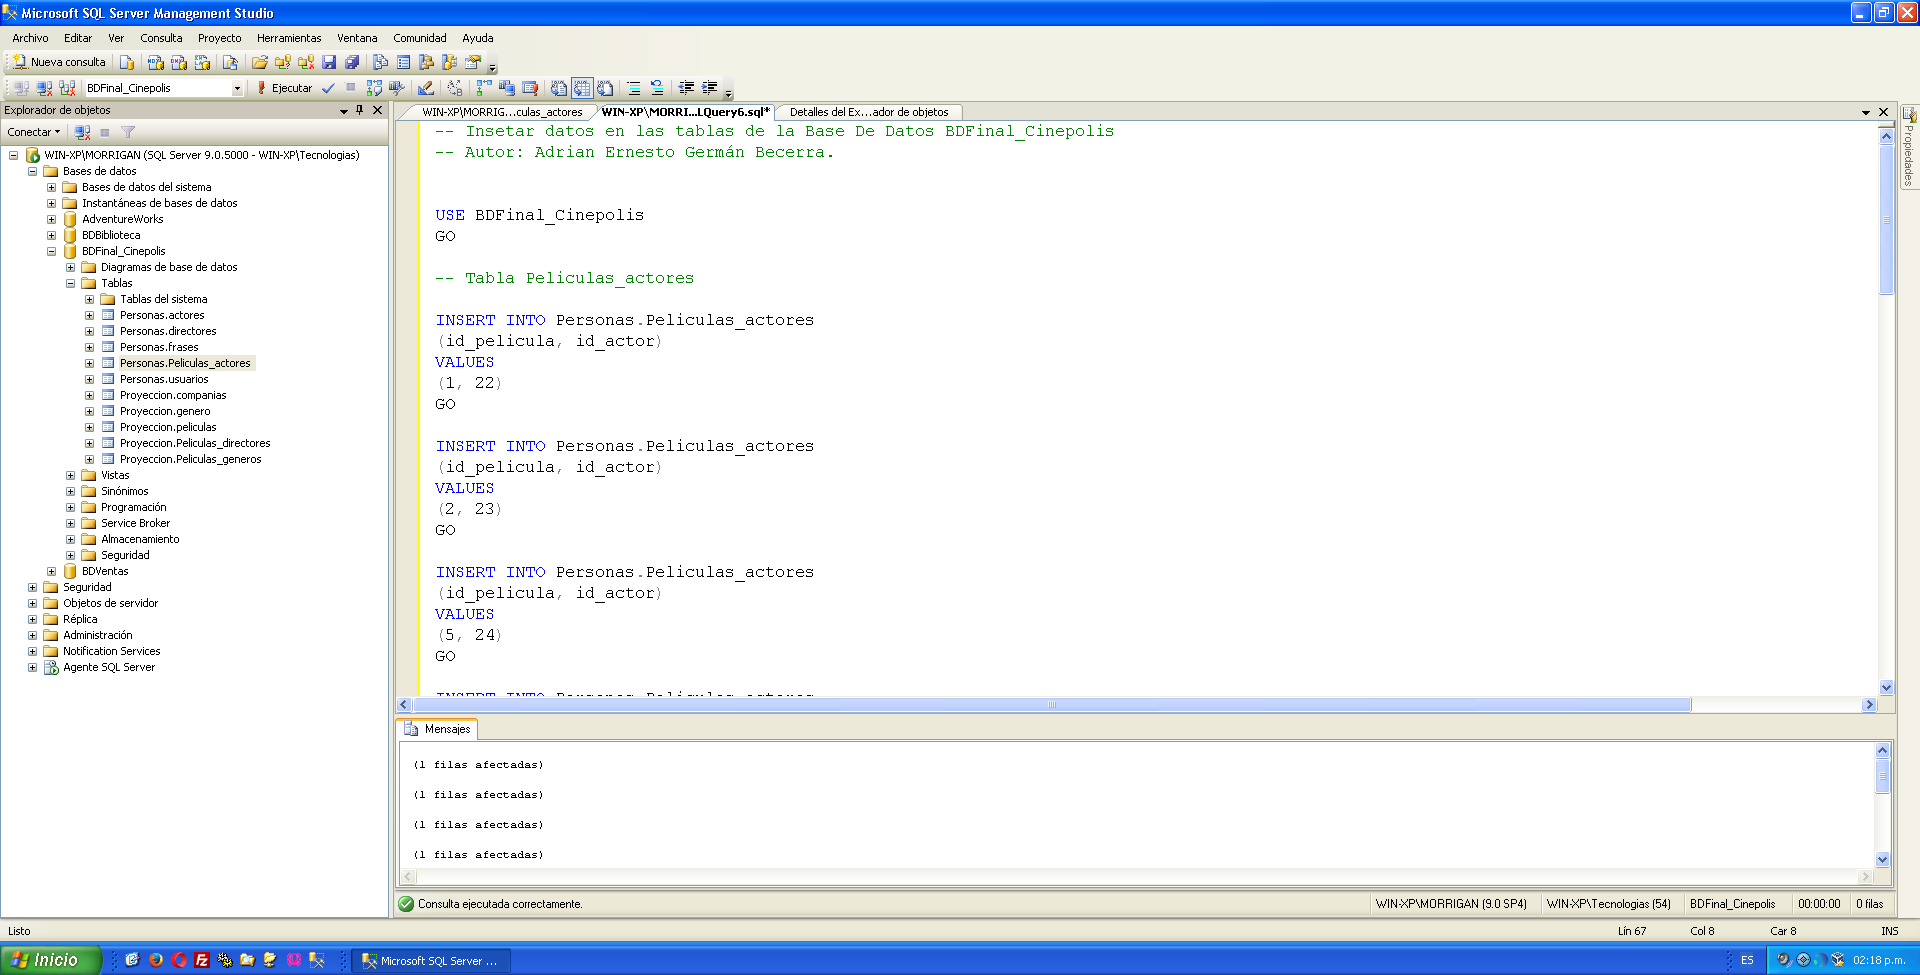 Microsoft SQL Server Management Studio
Archivo Editar Ver Consulta Proyecto Herramientas Ventana Comunidad Ayuda
Nueva consulta
BDFinal_Cinepolis Ejecutar
Explorador de objetos
Conectar
WIN-XP\MORRIGAN (SQL Server 9.0.5000 - WIN-XP\Tecnologias)
Bases de datos
Bases de datos del sistema
Instantáneas de bases de datos
AdventureWorks
BDBiblioteca
BDFinal_Cinepolis
Diagramas de base de datos
Tablas
Tablas del sistema
Personas.actores
Personas.directores
Personas.frases
Personas.Peliculas_actores
Personas.usuarios
Proyeccion.companias
Proyeccion.genero
Proyeccion.peliculas
Proyeccion.Peliculas_directores
Proyeccion.Peliculas_generos
Vistas
Sinónimos
Programación
Service Broker
Almacenamiento
Seguridad
BDVentas
Seguridad
Objetos de servidor
Réplica
Administración
Notification Services
Agente SQL Server
WIN-XP\MORRIG...culas_actores WIN-XP\MORRI...LQuery6.sql* Detalles del Ex...ador de objetos
-- Insetar datos en las tablas de la Base De Datos BDFinal_Cinepolis
-- Autor: Adrian Ernesto Germán Becerra.
USE BDFinal_Cinepolis
GO
-- Tabla Peliculas_actores
INSERT INTO Personas.Peliculas_actores
(id_pelicula, id_actor)
VALUES
(1, 22)
GO
INSERT INTO Personas.Peliculas_actores
(id_pelicula, id_actor)
VALUES
(2, 23)
GO
INSERT INTO Personas.Peliculas_actores
(id_pelicula, id_actor)
VALUES
(5, 24)
GO
INSERT INTO Personas.Peliculas_actores
Propiedades
Mensajes
(1 filas afectadas)
(1 filas afectadas)
(1 filas afectadas)
(1 filas afectadas)
Consulta ejecutada correctamente. WIN-XP\MORRIGAN (9.0 SP4) WIN-XP\Tecnologias (54) BDFinal_Cinepolis 00:00:00 0 filas
Listo Lín 67 Col 8 Car 8 INS
Inicio Microsoft SQL Server ... ES 02:18 p.m.